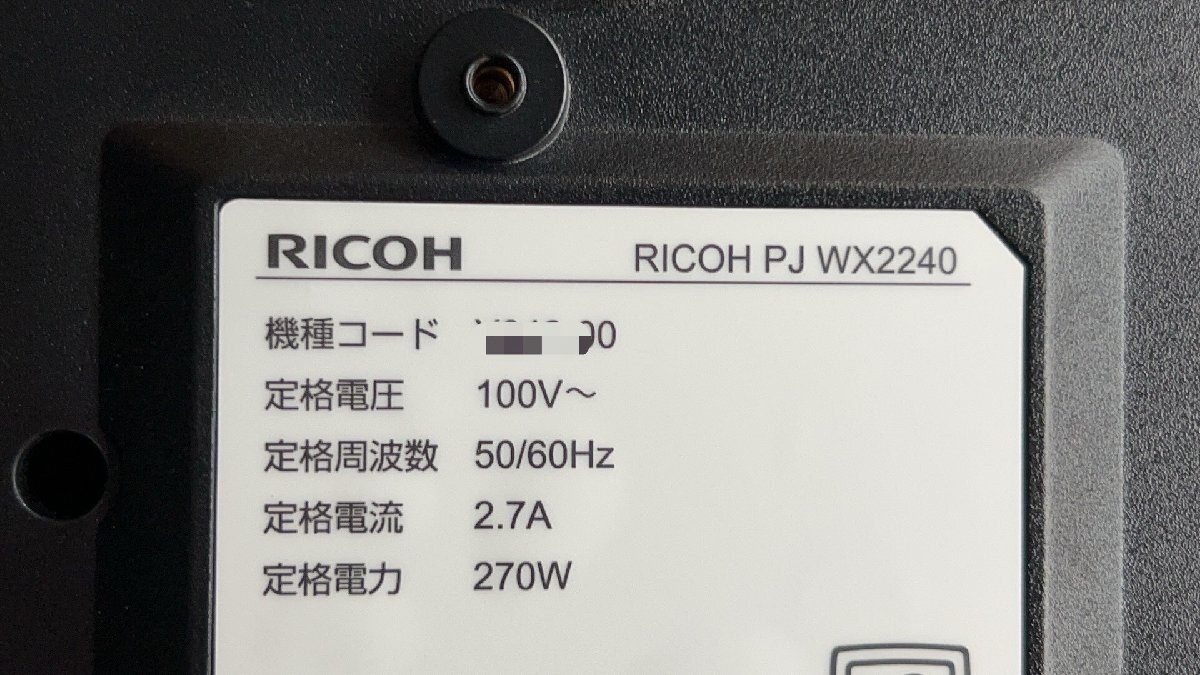 RICOH RICOH PJ WX2240
機種コード 00
定格電圧 100V～
定格周波数 50/60Hz
定格電流 2.7A
定格電力 270W